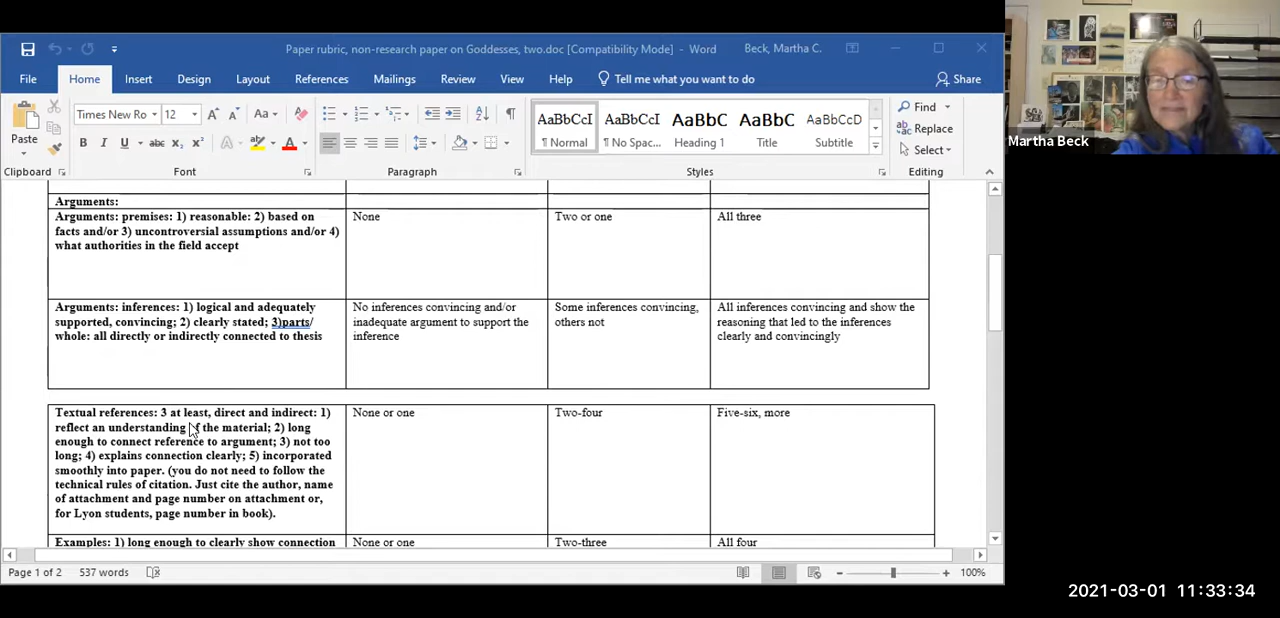 Paper rubric, non-research paper on Goddesses, two.doc [Compatibility Mode] - Word
Beck, Martha C.
File Home Insert Design Layout References Mailings Review View Help Tell me what you want to do Share
Paste
Times New Ro 12
Aa
B I U abc X₂ X²
A
A
AaBbCcI AaBbCcI AaBbC AaBbC AaBbCcD
¶ Normal ¶ No Spac... Heading 1 Title Subtitle
Find
Replace
Select
Clipboard Font Paragraph Styles Editing
Martha Beck
Arguments:
Arguments: premises: 1) reasonable: 2) based on
facts and/or 3) uncontroversial assumptions and/or 4)
what authorities in the field accept
None
Two or one
All three
Arguments: inferences: 1) logical and adequately
supported, convincing; 2) clearly stated; 3)parts/
whole: all directly or indirectly connected to thesis
No inferences convincing and/or
inadequate argument to support the
inference
Some inferences convincing,
others not
All inferences convincing and show the
reasoning that led to the inferences
clearly and convincingly
Textual references: 3 at least, direct and indirect: 1)
reflect an understanding of the material; 2) long
enough to connect reference to argument; 3) not too
long; 4) explains connection clearly; 5) incorporated
smoothly into paper. (you do not need to follow the
technical rules of citation. Just cite the author, name
of attachment and page number on attachment or,
for Lyon students, page number in book).
None or one
Two-four
Five-six, more
Examples: 1) long enough to clearly show connection
None or one
Two-three
All four
Page 1 of 2 537 words
100%
2021-03-01 11:33:34